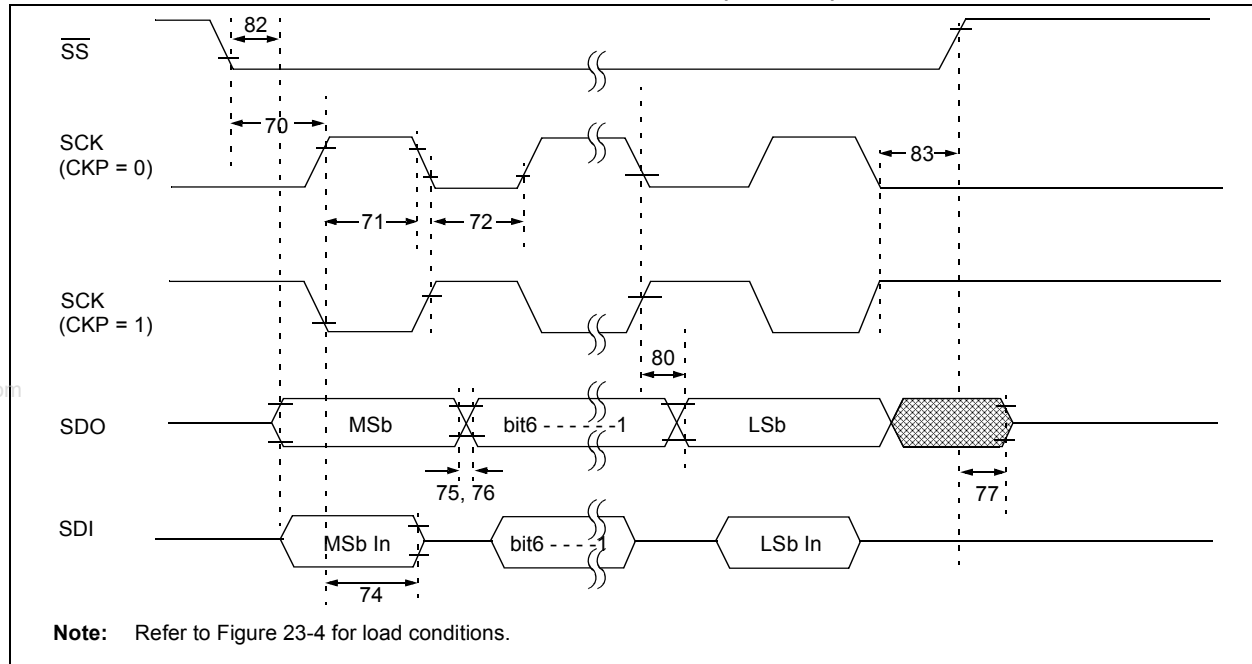 82
SS
70
SCK
(CKP = 0)
83
71
72
SCK
(CKP = 1)
80
om
SDO
MSb
bit6 - - - - - -1
LSb
75, 76
77
SDI
MSb In
bit6 - - - - -1
LSb In
74
Note: Refer to Figure 23-4 for load conditions.